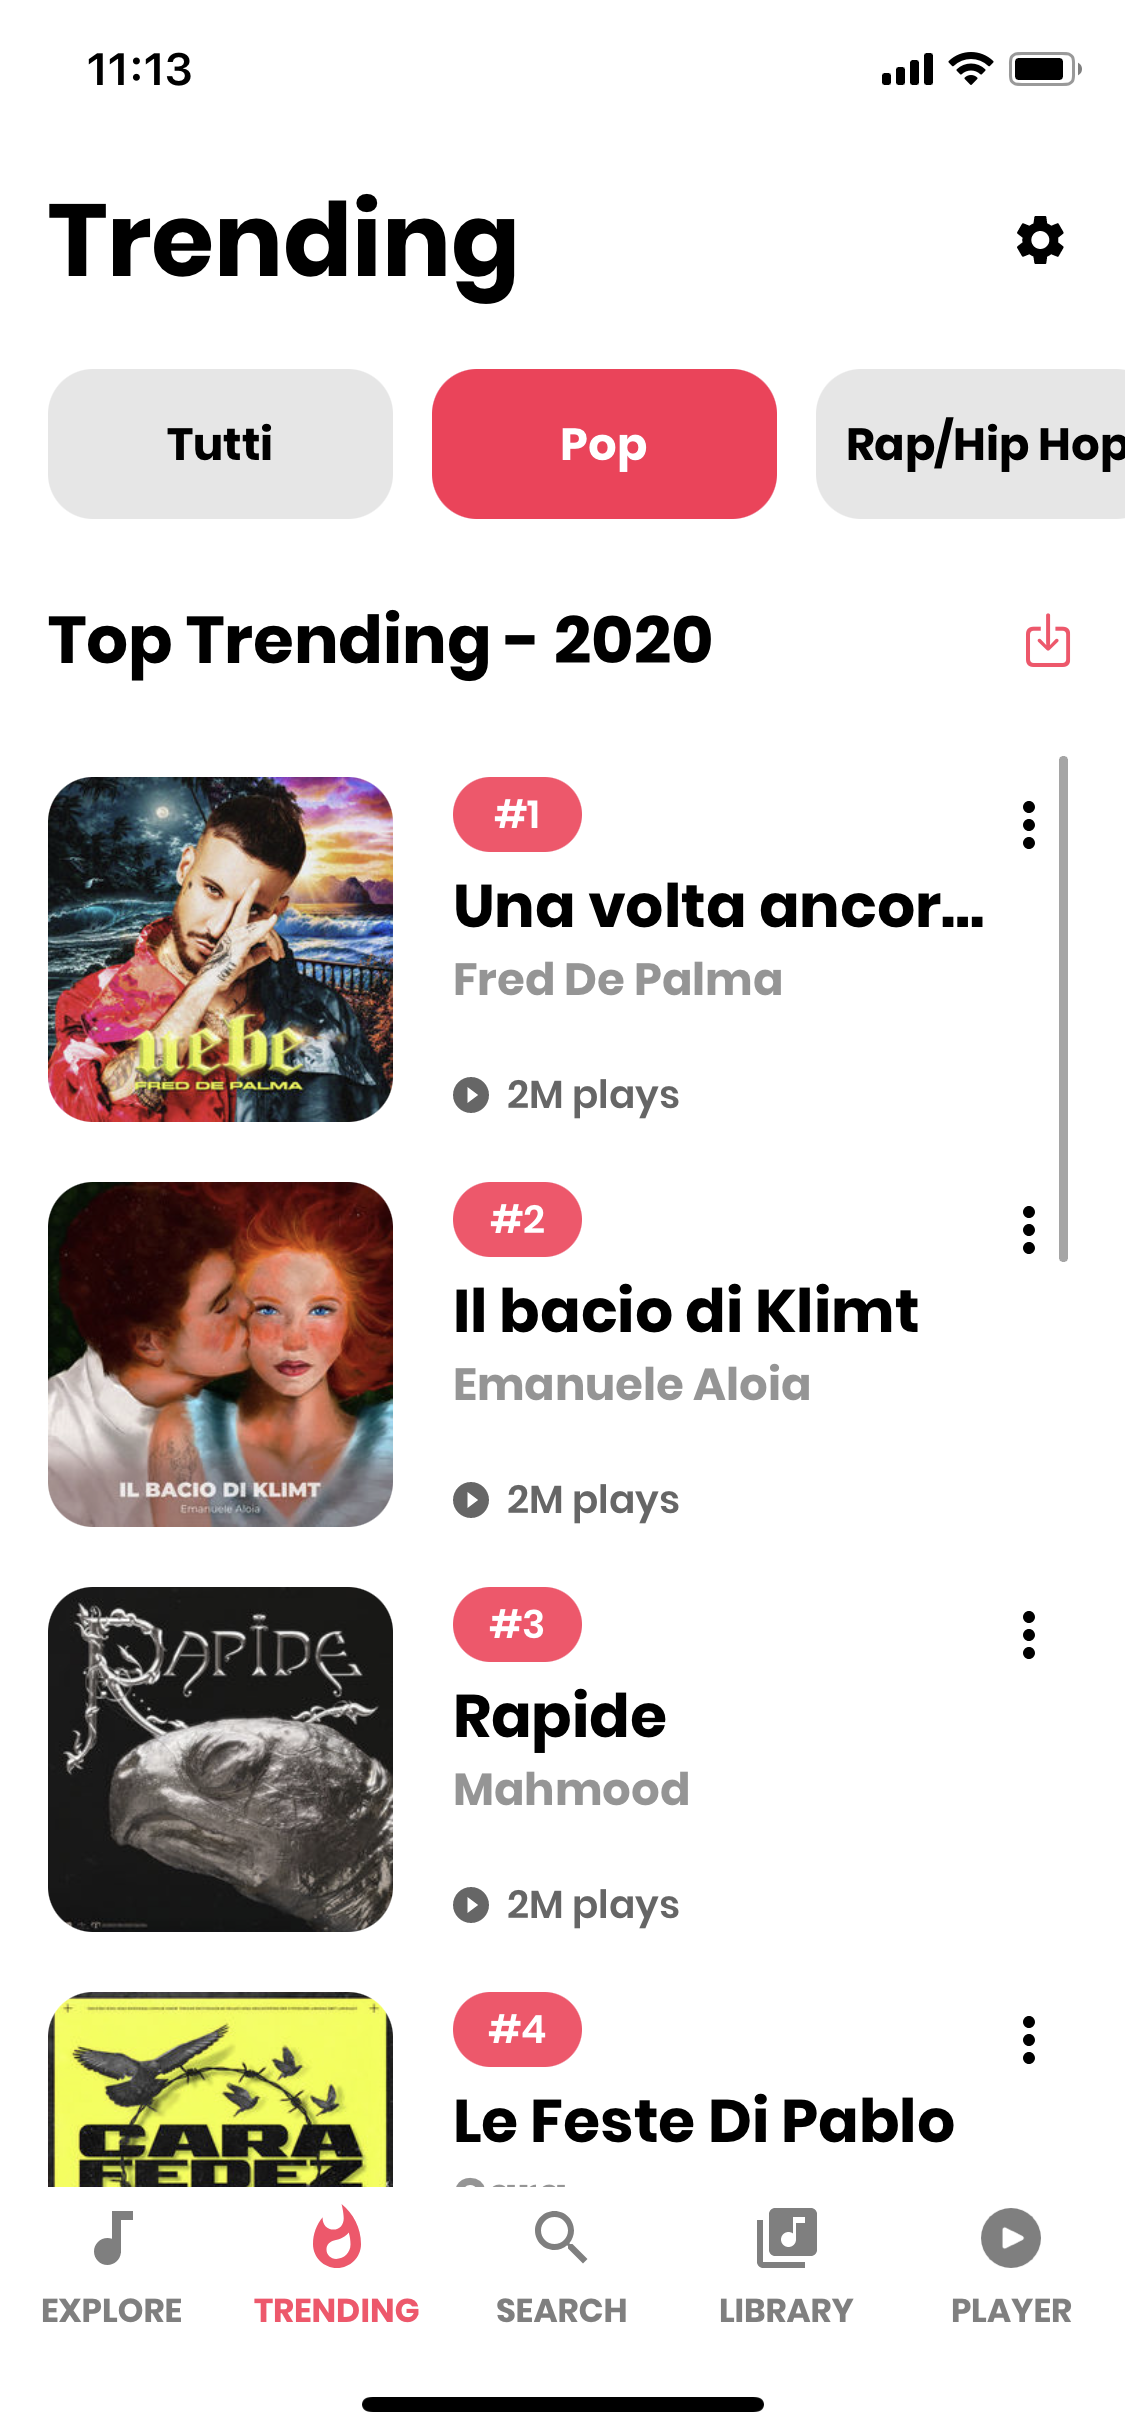 11:13
Trending
Tutti
Pop
Rap/Hip Hop
Top Trending - 2020
#1
Una volta ancor...
Fred De Palma
2M plays
uebe
FRED DE PALMA
#2
Il bacio di Klimt
Emanuele Aloia
2M plays
IL BACIO DI KLIMT
Emanuele Aloia
#3
Rapide
Mahmood
2M plays
RAPIDE
#4
Le Feste Di Pablo
CARA
FEDEZ
EXPLORE
TRENDING
SEARCH
LIBRARY
PLAYER